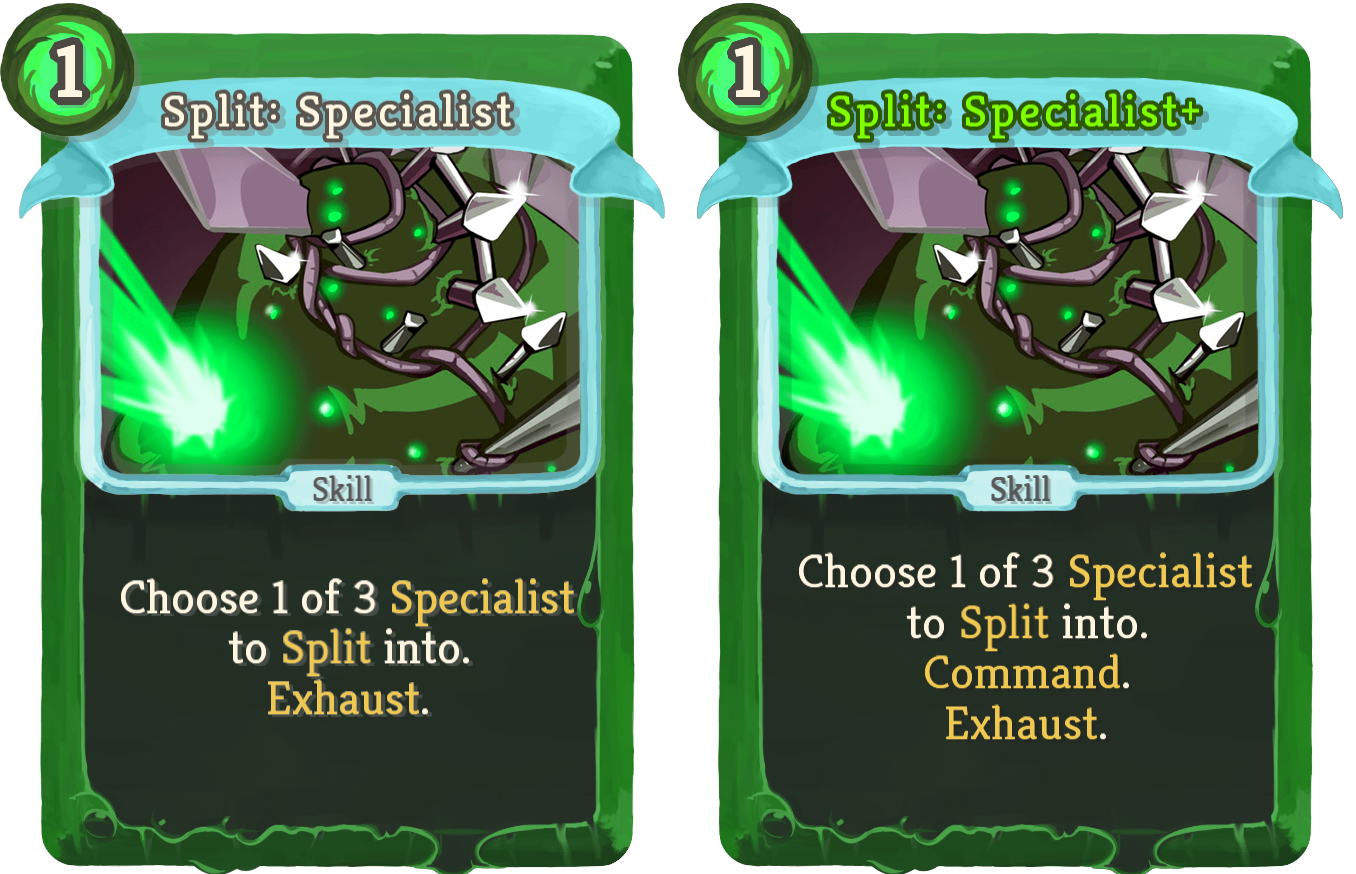 1
Split: Specialist
Skill
Choose 1 of 3 Specialist
to Split into.
Exhaust.
1
Split: Specialist+
Skill
Choose 1 of 3 Specialist
to Split into.
Command.
Exhaust.